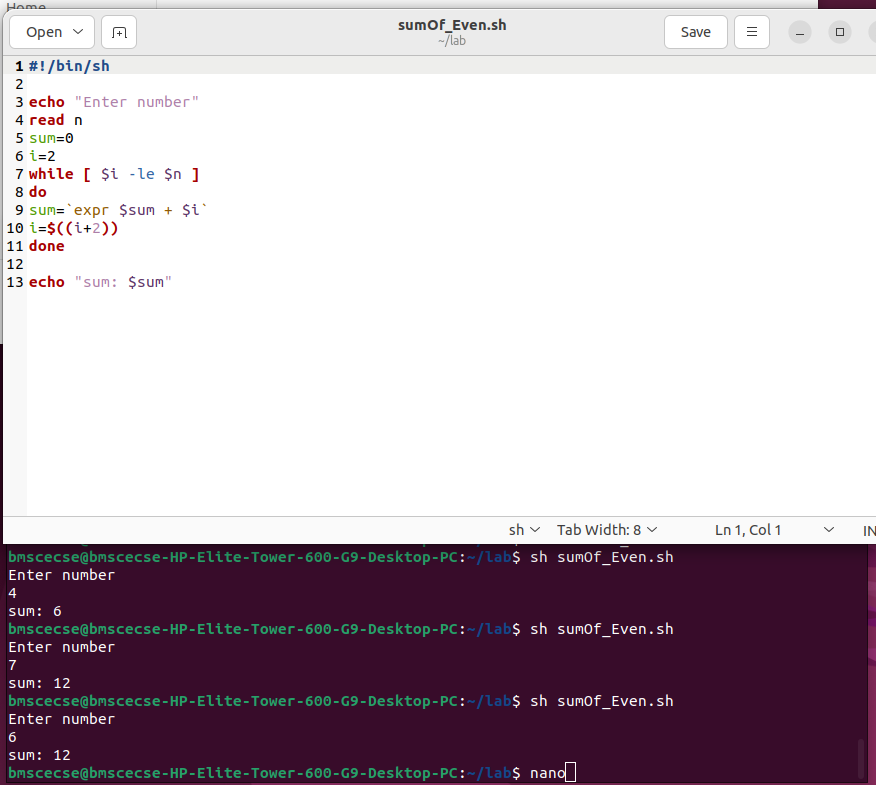 Home
Open
sumOf_Even.sh
~/lab
Save
1 #!/bin/sh
2
3 echo "Enter number"
4 read n
5 sum=0
6 i=2
7 while [ $i -le $n ]
8 do
9 sum=`expr $sum + $i`
10 i=$((i+2))
11 done
12
13 echo "sum: $sum"
sh Tab Width: 8 Ln 1, Col 1 IN
bmscecse@bmscecse-HP-Elite-Tower-600-G9-Desktop-PC:~/lab$ sh sumOf_Even.sh
Enter number
4
sum: 6
bmscecse@bmscecse-HP-Elite-Tower-600-G9-Desktop-PC:~/lab$ sh sumOf_Even.sh
Enter number
7
sum: 12
bmscecse@bmscecse-HP-Elite-Tower-600-G9-Desktop-PC:~/lab$ sh sumOf_Even.sh
Enter number
6
sum: 12
bmscecse@bmscecse-HP-Elite-Tower-600-G9-Desktop-PC:~/lab$ nano